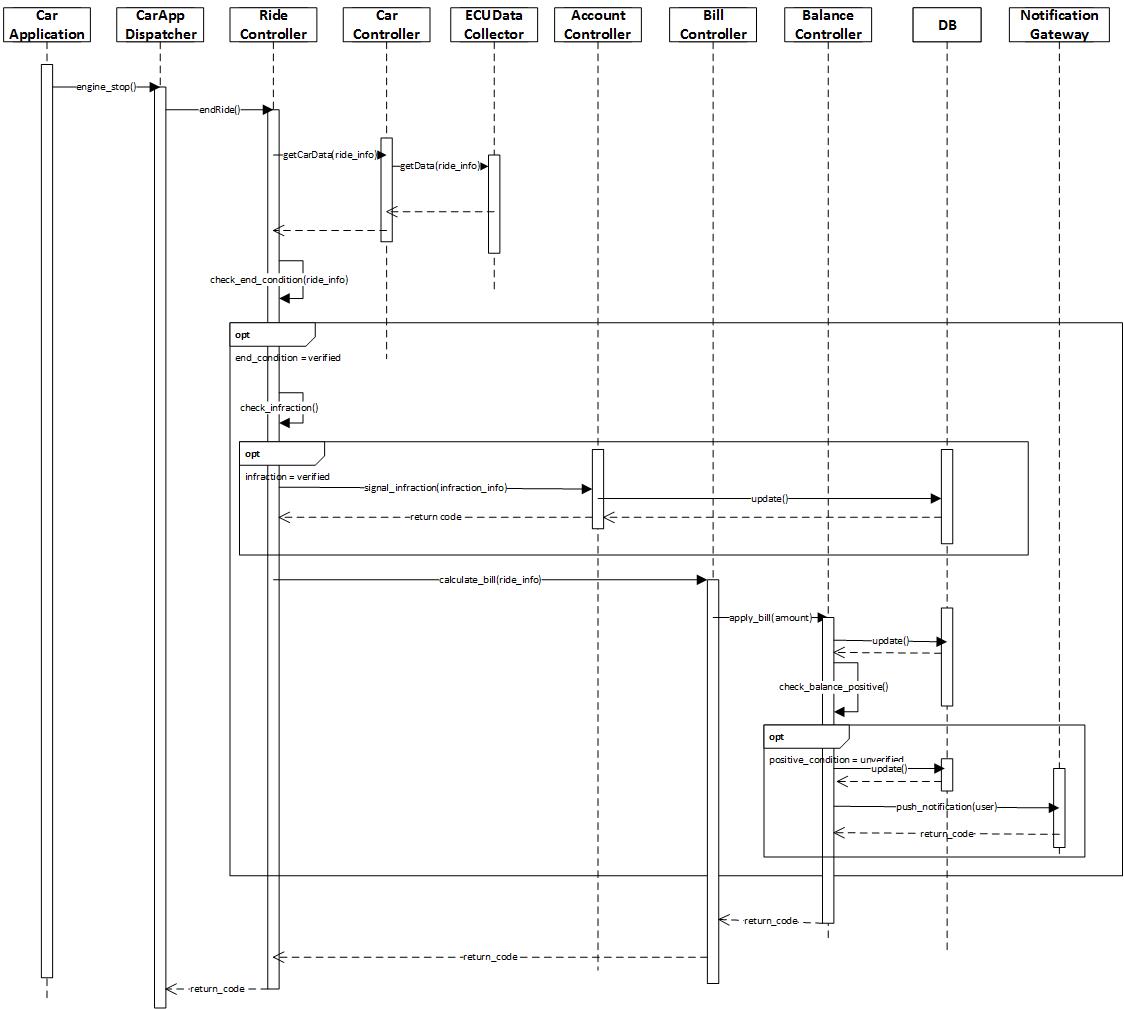 Car
Application
CarApp
Dispatcher
Ride
Controller
Car
Controller
ECUData
Collector
Account
Controller
Bill
Controller
Balance
Controller
DB
Notification
Gateway
engine_stop()
endRide()
getCarData(ride_info)
getData(ride_info)
check_end_condition(ride_info)
opt
end_condition = verified
check_infraction()
opt
infraction = verified
signal_infraction(infraction_info)
update()
return code
calculate_bill(ride_info)
apply_bill(amount)
update()
check_balance_positive()
opt
positive_condition = unverified
update()
push_notification(user)
return_code
return_code
return_code
return_code